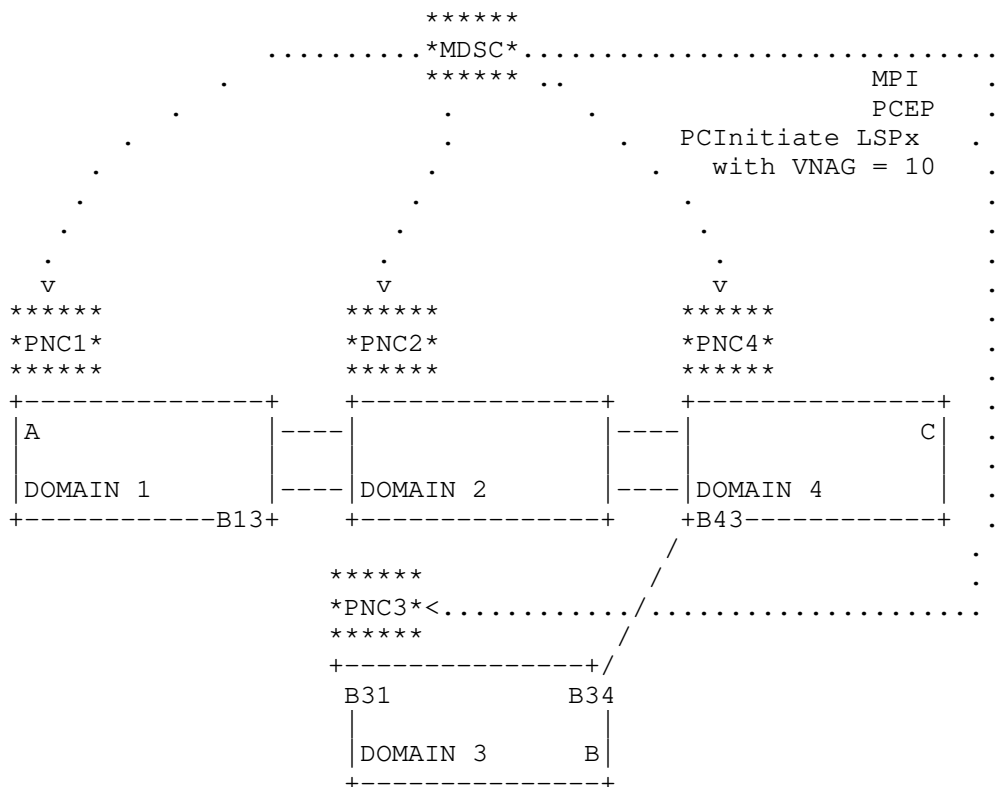 ******
..........*MDSC*..............................
. ****** .. MPI .
. . . PCEP .
. . . PCInitiate LSPx .
. . . with VNAG = 10 .
. . . .
. . . .
. . . .
v v v .
****** ****** ****** .
*PNC1* *PNC2* *PNC4* .
****** ****** ****** .
+---------------+ +---------------+ +---------------+ .
|A |----| |----| C| .
| | | | | | .
|DOMAIN 1 |----|DOMAIN 2 |----|DOMAIN 4 | .
+------------B13+ +---------------+ +B43------------+ .
/ .
****** / .
*PNC3*<............/.....................
****** /
+---------------+/
B31 B34
| |
|DOMAIN 3 B|
+---------------+